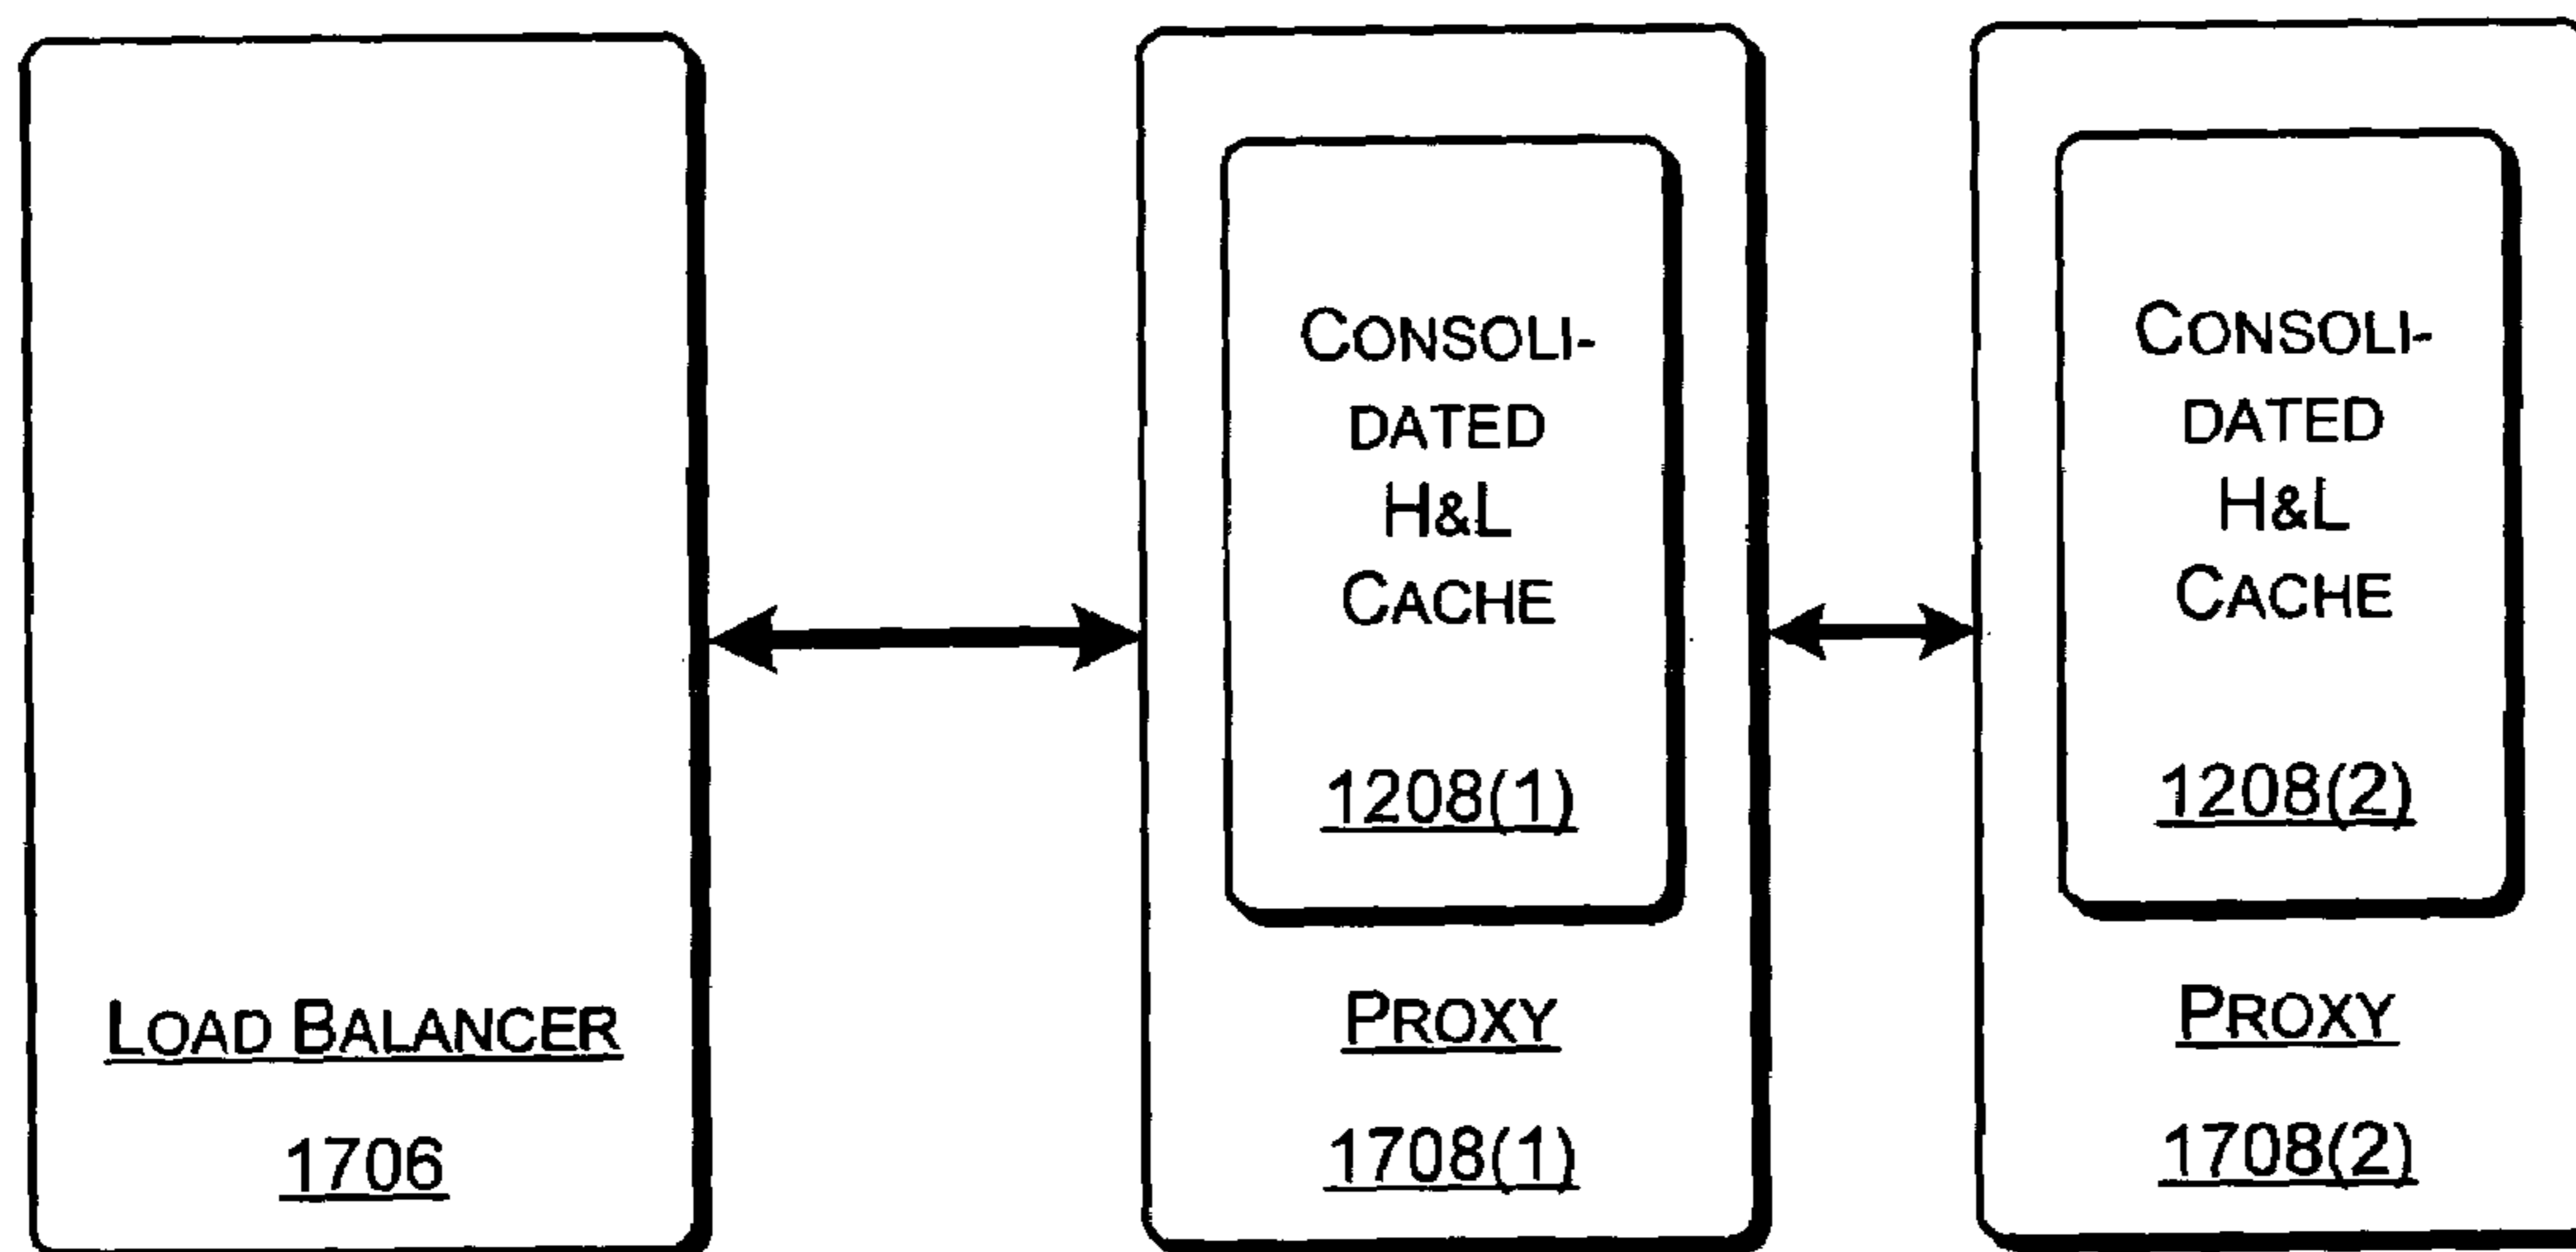 LOAD BALANCER
1706
CONSOLI-
DATED
H&L
CACHE
1208(1)
PROXY
1708(1)
CONSOLI-
DATED
H&L
CACHE
1208(2)
PROXY
1708(2)